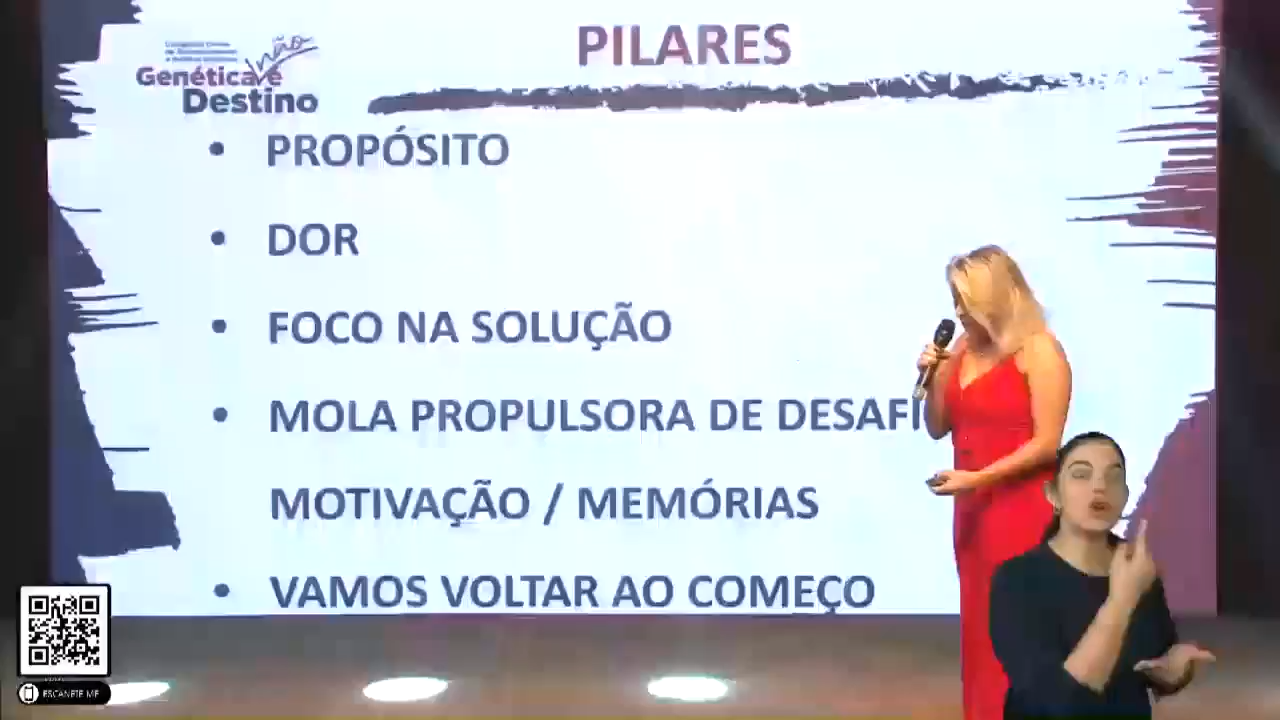 PILARES
não
Genética é
Destino
• PROPÓSITO
• DOR
• FOCO NA SOLUÇÃO
• MOLA PROPULSORA DE DESAFI
MOTIVAÇÃO / MEMÓRIAS
• VAMOS VOLTAR AO COMEÇO
ESCANEIE ME